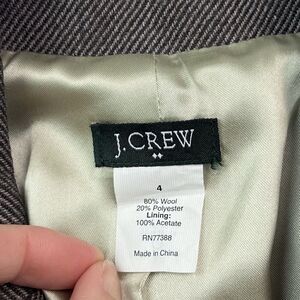 J.CREW
4
80% Wool
20% Polyester
Lining:
100% Acetate
RN77388
Made in China